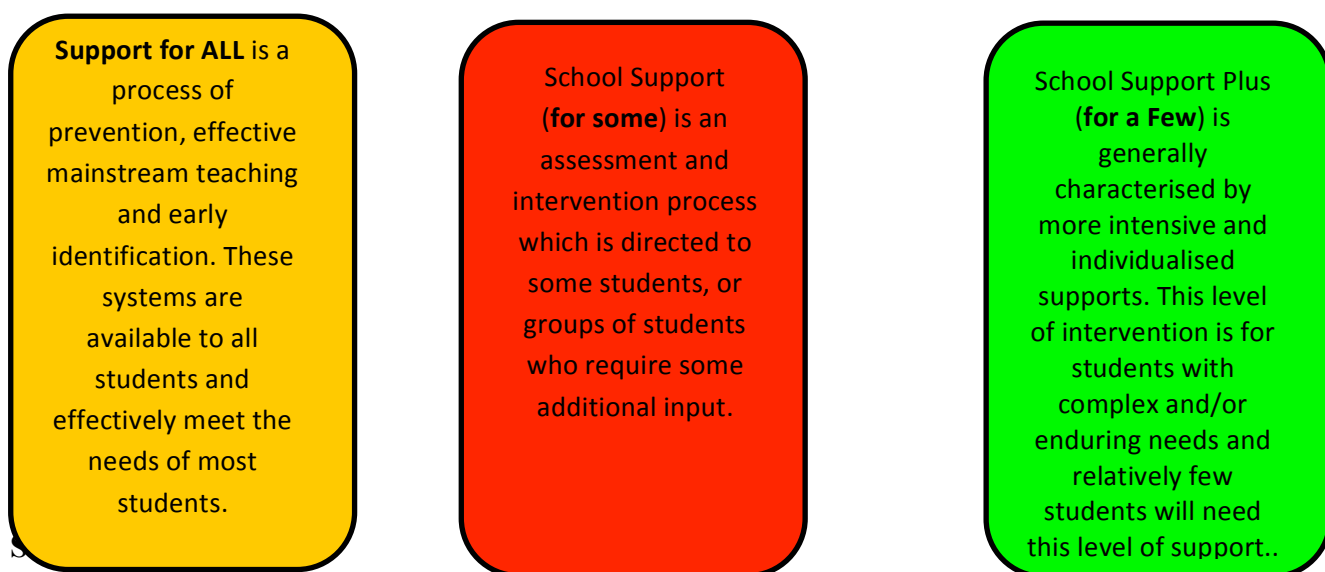 Support for ALL is a
process of
prevention, effective
mainstream teaching
and early
identification. These
systems are
available to all
students and
effectively meet the
needs of most
students.
School Support
(for some) is an
assessment and
intervention process
which is directed to
some students, or
groups of students
who require some
additional input.
School Support Plus
(for a Few) is
generally
characterised by
more intensive and
individualised
supports. This level
of intervention is for
students with
complex and/or
enduring needs and
relatively few
students will need
this level of support..